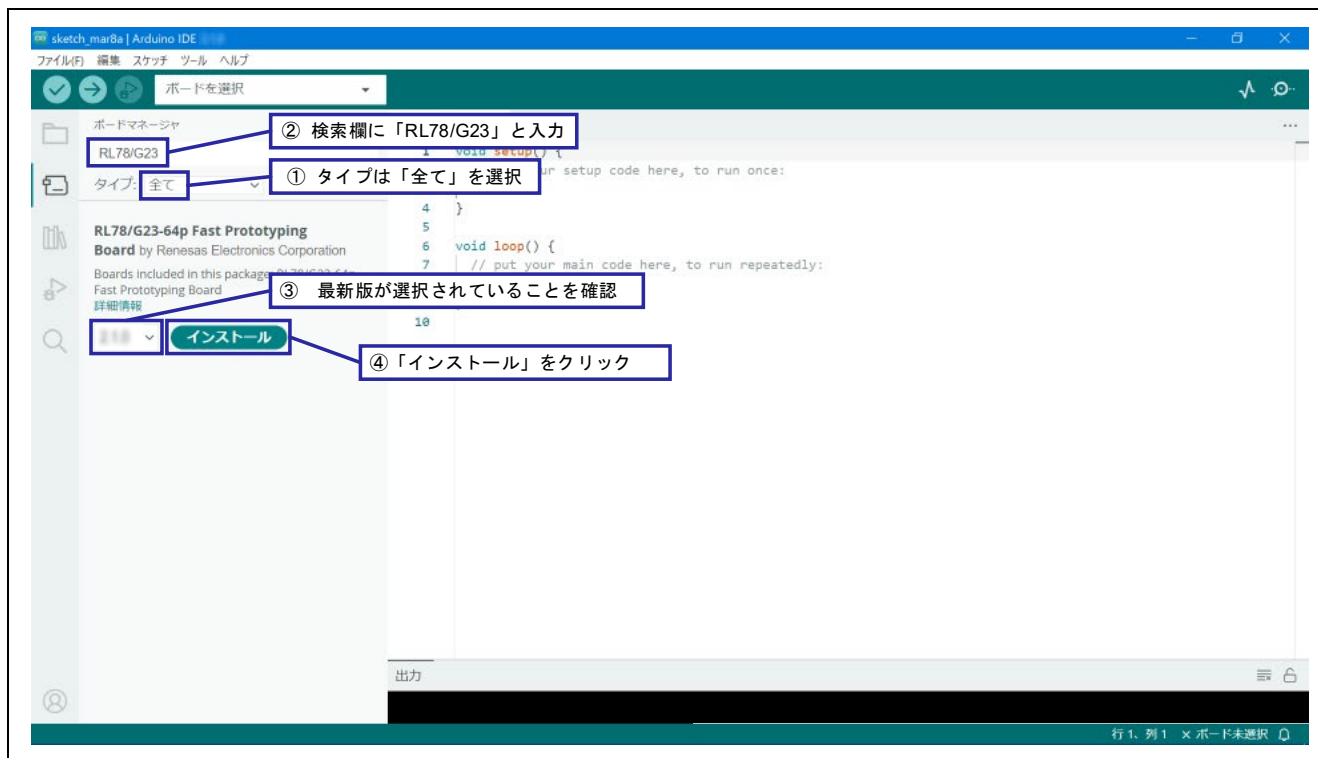 sketch_mar8a | Arduino IDE
ファイル(F) 編集 スケッチ ツール ヘルプ
ボードを選択
ボードマネージャ
② 検索欄に「RL78/G23」と入力
RL78/G23
① タイプは「全て」を選択
タイプ: 全て
1 void setup() {
ur setup code here, to run once:
4 }
5
6 void loop() {
7 // put your main code here, to run repeatedly:
10
RL78/G23-64p Fast Prototyping
Board by Renesas Electronics Corporation
Boards included in this package:
Fast Prototyping Board
詳細情報
③ 最新版が選択されていることを確認
インストール
④「インストール」をクリック
出力
行 1、列 1 × ボード未選択